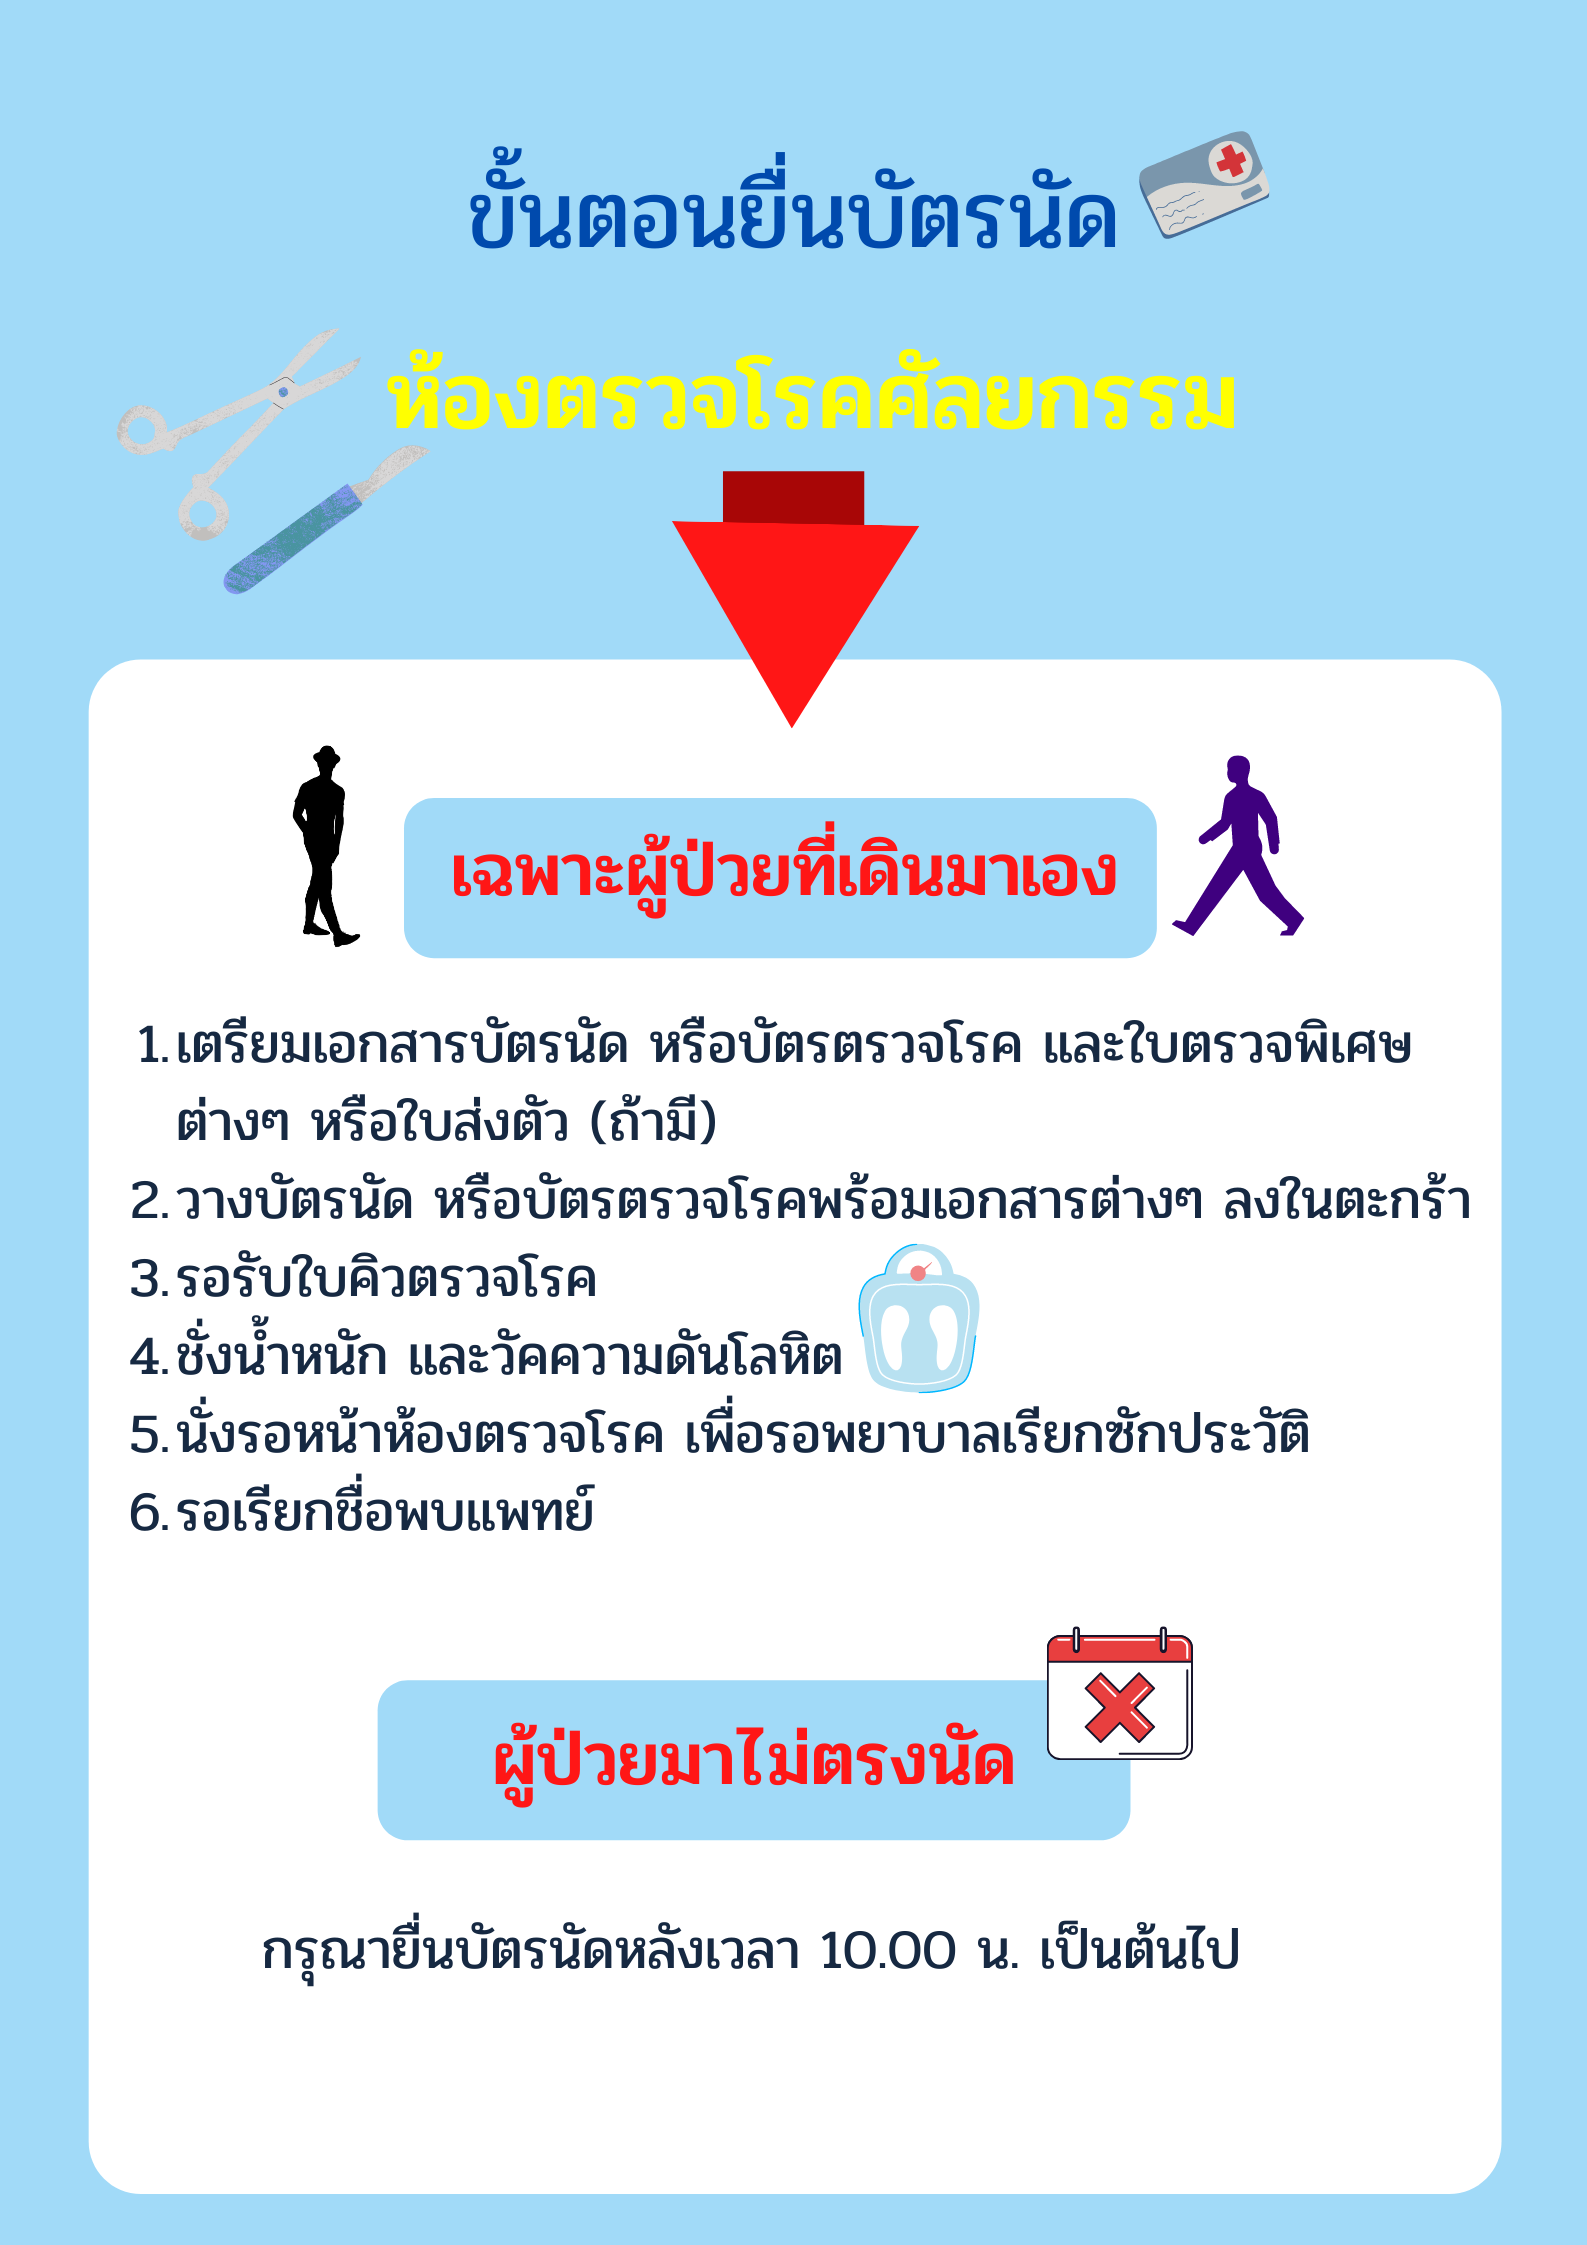 ขั้นตอนยื่นบัตรนัด
ห้องตรวจโรคศัลยกรรม
เฉพาะผู้ป่วยที่เดินมาเอง
1. เตรียมเอกสารบัตรนัด หรือบัตรตรวจโรค และใบตรวจพิเศษ
ต่างๆ หรือใบส่งตัว (ถ้ามี)
2. วางบัตรนัด หรือบัตรตรวจโรคพร้อมเอกสารต่างๆ ลงในตะกร้า
3. รอรับใบคิวตรวจโรค
4. ชั่งน้ำหนัก และวัคความดันโลหิต
5. นั่งรอหน้าห้องตรวจโรค เพื่อรอพยาบาลเรียกซักประวัติ
6. รอเรียกชื่อพบแพทย์
ผู้ป่วยมาไม่ตรงนัด
กรุณายื่นบัตรนัดหลังเวลา 10.00 น. เป็นต้นไป